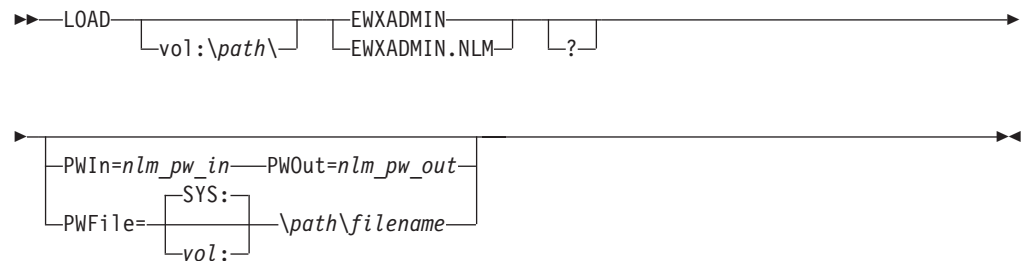 LOAD EWXADMIN
vol:\path\ EWXADMIN.NLM ?
PWIn=nlm_pw_in PWOut=nlm_pw_out
SYS:
PWFile= \path\filename
vol: